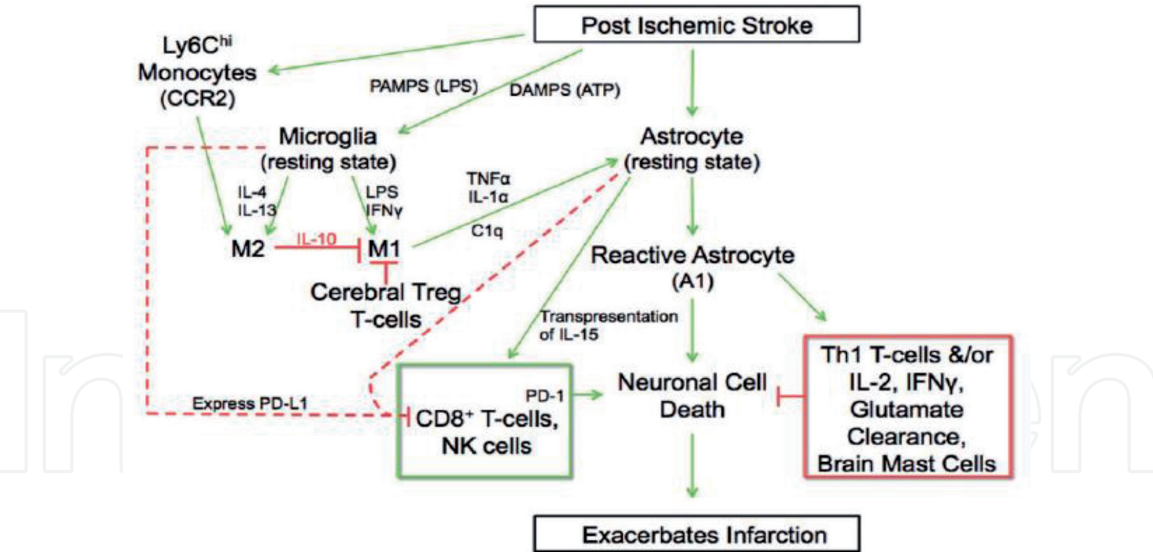 Post Ischemic Stroke
Ly6Cʰⁱ
Monocytes
(CCR2)
PAMPS (LPS)
DAMPS (ATP)
Microglia
(resting state)
Astrocyte
(resting state)
IL-4
IL-13
LPS
IFNγ
TNFα
IL-1α
C1q
M2
IL-10
M1
Reactive Astrocyte
(A1)
Cerebral Treg
T-cells
Transpresentation
of IL-15
Express PD-L1
PD-1
CD8⁺ T-cells,
NK cells
Neuronal Cell
Death
Th1 T-cells &/or
IL-2, IFNγ,
Glutamate
Clearance,
Brain Mast Cells
Exacerbates Infarction